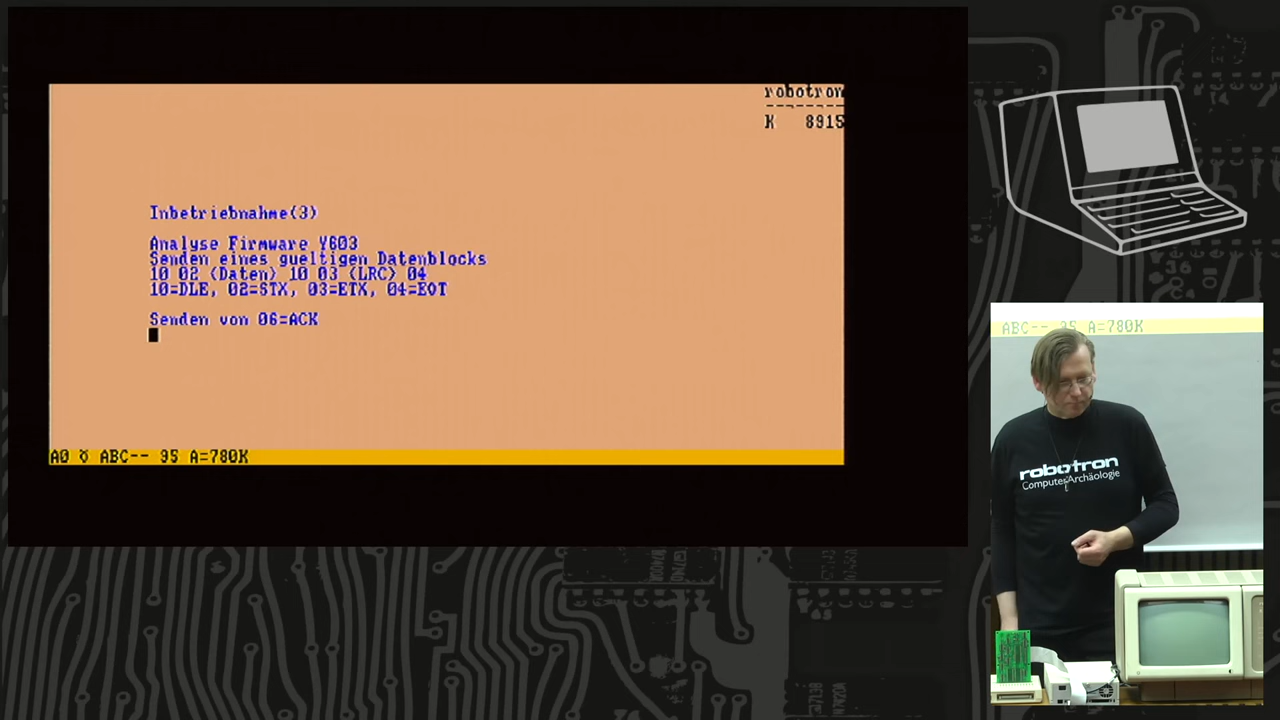 robotron
--------
K 8915
Inbetriebnahme(3)
Analyse Firmware V603
Senden eines gueltigen Datenblocks
10 02 (Daten) 10 03 (LRC) 04
10=DLE, 02=STX, 03=ETX, 04=EOT
Senden von 06=ACK
A0 ABC-- 95 A=780K
ABC-- 95 A=780K
robotron
Computer Archäologie